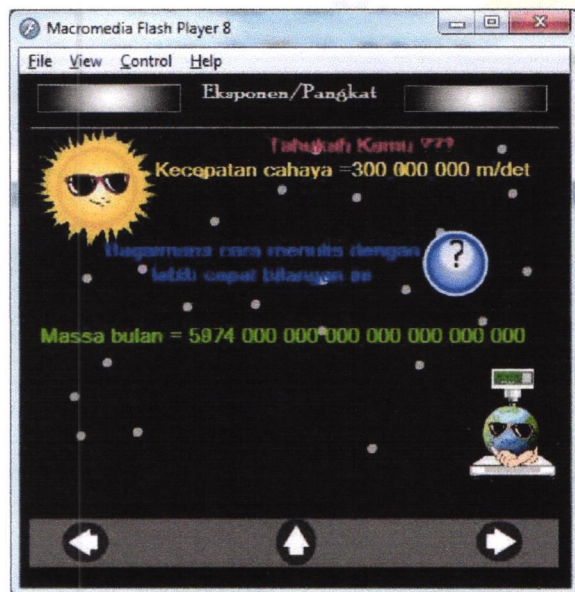 Macromedia Flash Player 8
File View Control Help
Eksponen/Pangkat
Tahukah Kamu ???
Kecepatan cahaya =300 000 000 m/det
Bagaimana cara menulis dengan
lebih cepat bilangan ini
?
Massa bulan = 5974 000 000 000 000 000 000 000